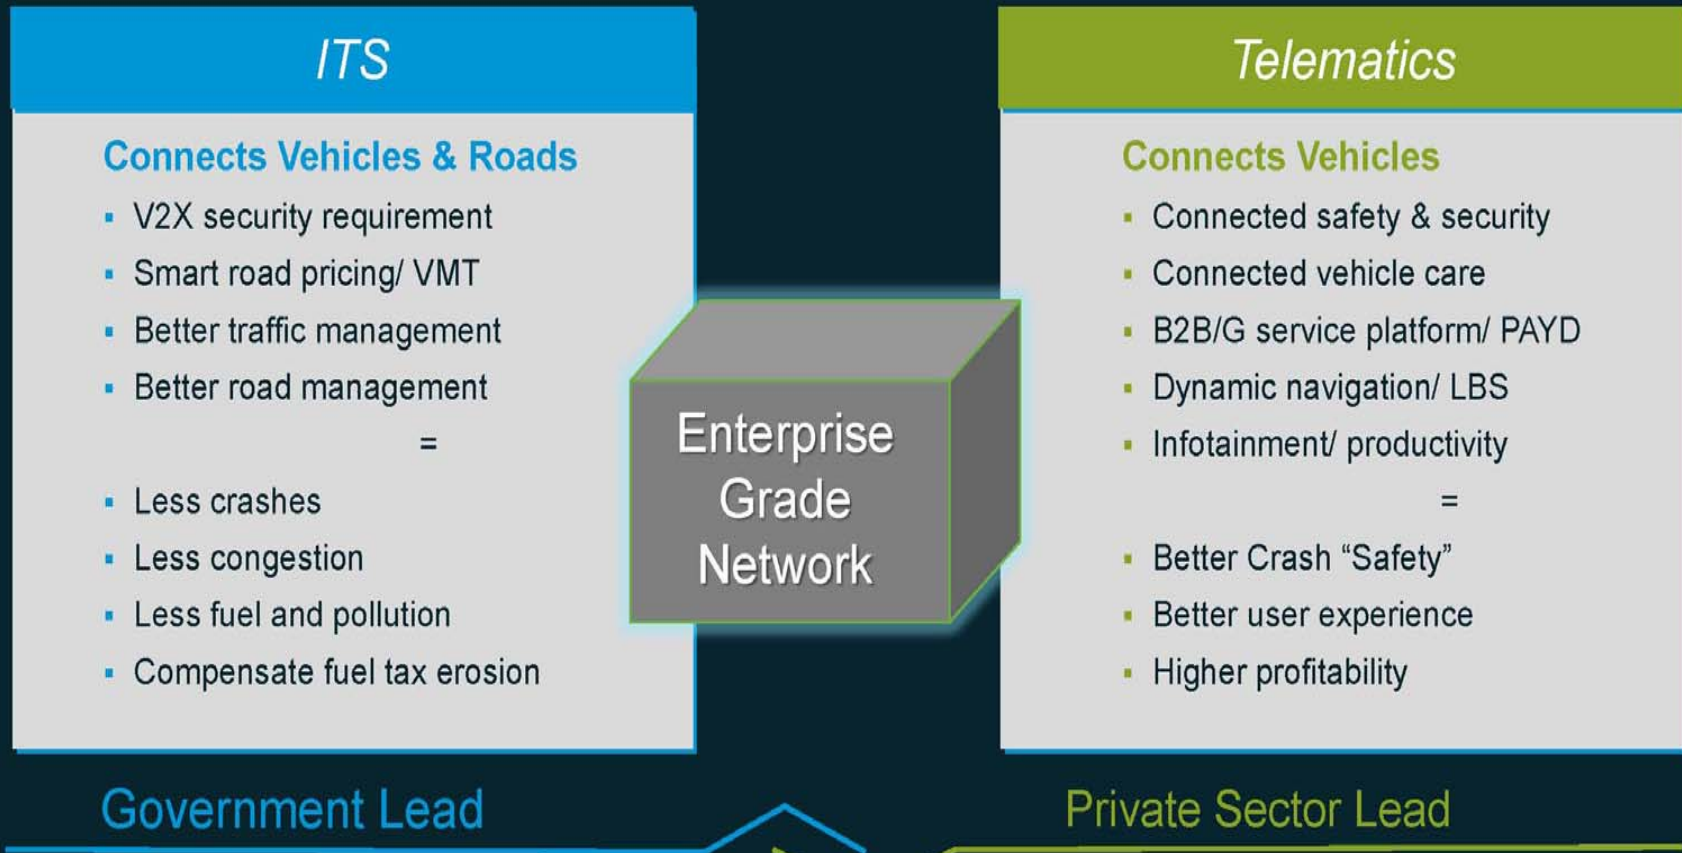 ITS
Connects Vehicles & Roads
▪ V2X security requirement
▪ Smart road pricing/ VMT
▪ Better traffic management
▪ Better road management
=
▪ Less crashes
▪ Less congestion
▪ Less fuel and pollution
▪ Compensate fuel tax erosion
Government Lead
Enterprise
Grade
Network
Telematics
Connects Vehicles
▪ Connected safety & security
▪ Connected vehicle care
▪ B2B/G service platform/ PAYD
▪ Dynamic navigation/ LBS
▪ Infotainment/ productivity
=
▪ Better Crash “Safety”
▪ Better user experience
▪ Higher profitability
Private Sector Lead